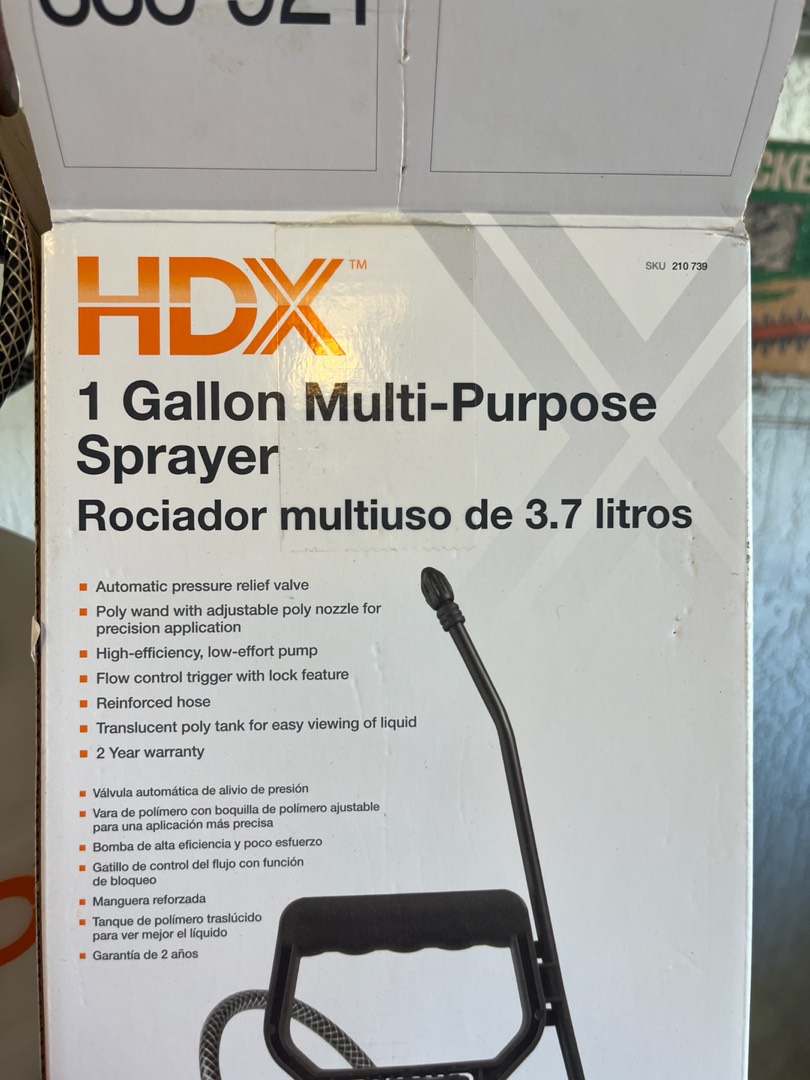 HDX™
SKU 210 739
1 Gallon Multi-Purpose
Sprayer
Rociador multiuso de 3.7 litros
Automatic pressure relief valve
Poly wand with adjustable poly nozzle for
precision application
High-efficiency, low-effort pump
Flow control trigger with lock feature
Reinforced hose
Translucent poly tank for easy viewing of liquid
2 Year warranty
Válvula automática de alivio de presión
Vara de polímero con boquilla de polímero ajustable
para una aplicación más precisa
Bomba de alta eficiencia y poco esfuerzo
Gatillo de control del flujo con función
de bloqueo
Manguera reforzada
Tanque de polímero traslúcido
para ver mejor el líquido
Garantía de 2 años